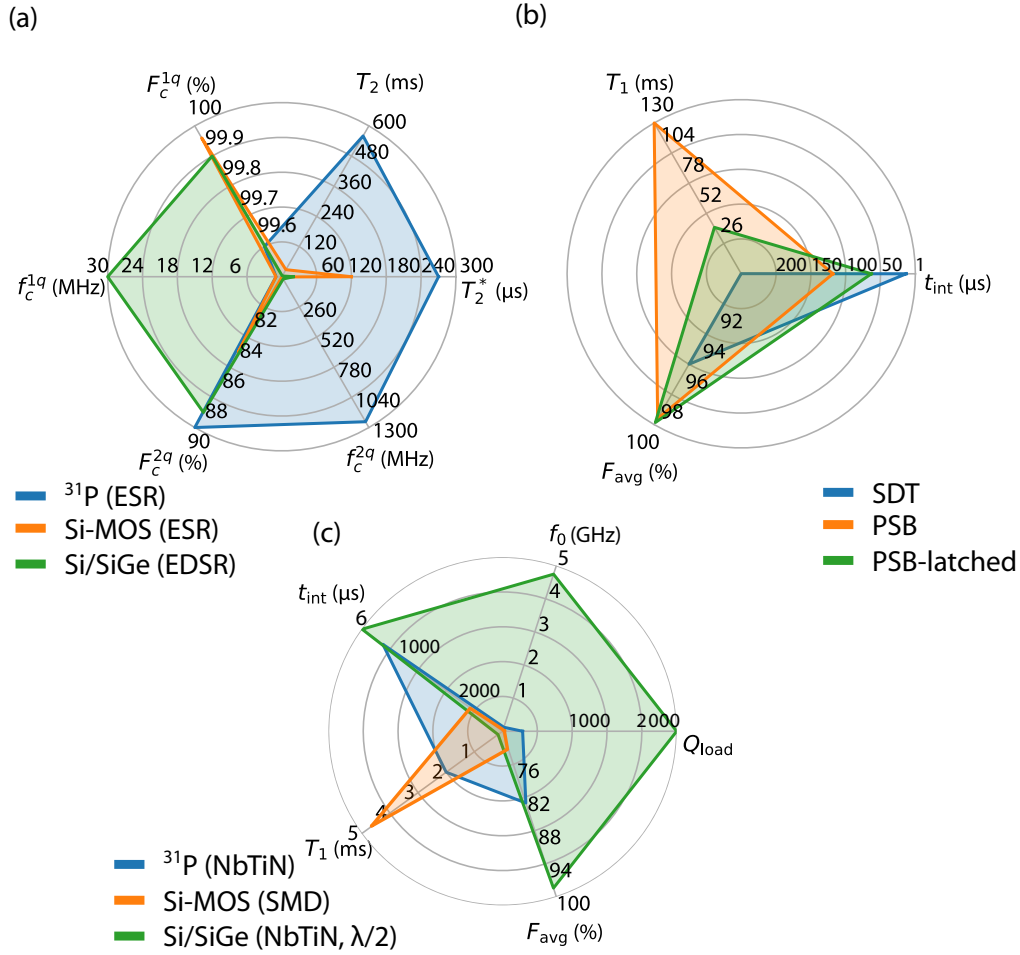 (a)
(b)
F_c^{1q} (%)
T_2 (ms)
100
600
99.9
480
99.8
360
99.7
240
99.6
120
30 24 18 12 6
60 120 180 240 300
f_c^{1q} (MHz)
T_2^* (μs)
82
260
84
520
86
780
88
1040
90
1300
F_c^{2q} (%)
f_c^{2q} (MHz)
T_1 (ms)
130
104
78
52
26
200 150 100 50 1
t_int (μs)
92
94
96
98
100
F_avg (%)
³¹P (ESR)
Si-MOS (ESR)
Si/SiGe (EDSR)
SDT
PSB
PSB-latched
(c)
f_0 (GHz)
5
4
3
2
1
t_int (μs)
6
1000
2000
1000 2000
Q_load
1
2
3
4
5
T_1 (ms)
76
82
88
94
100
F_avg (%)
³¹P (NbTiN)
Si-MOS (SMD)
Si/SiGe (NbTiN, λ/2)